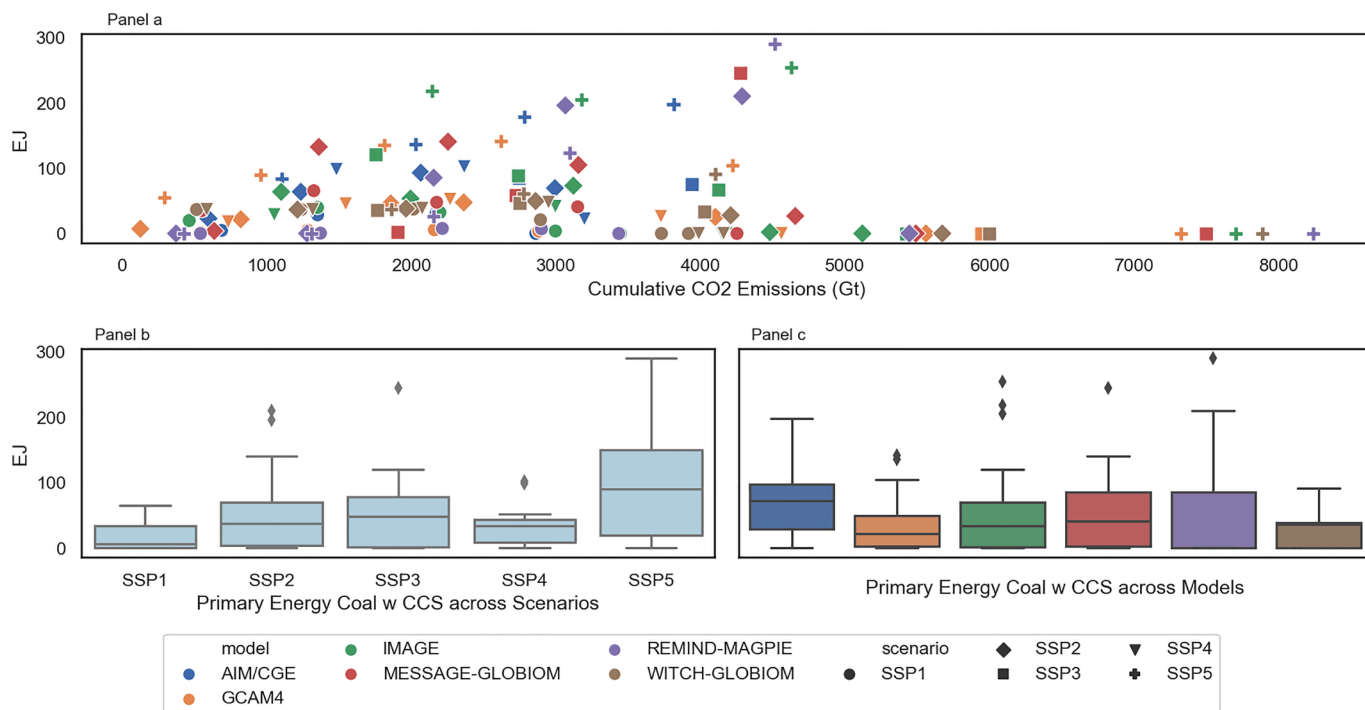 Panel a
300
200
100
0
EJ
0 1000 2000 3000 4000 5000 6000 7000 8000
Cumulative CO2 Emissions (Gt)
Panel b
300
200
100
0
EJ
SSP1 SSP2 SSP3 SSP4 SSP5
Primary Energy Coal w CCS across Scenarios
Panel c
Primary Energy Coal w CCS across Models
model IMAGE REMIND-MAGPIE scenario SSP2 SSP4
AIM/CGE MESSAGE-GLOBIOM WITCH-GLOBIOM SSP1 SSP3 SSP5
GCAM4